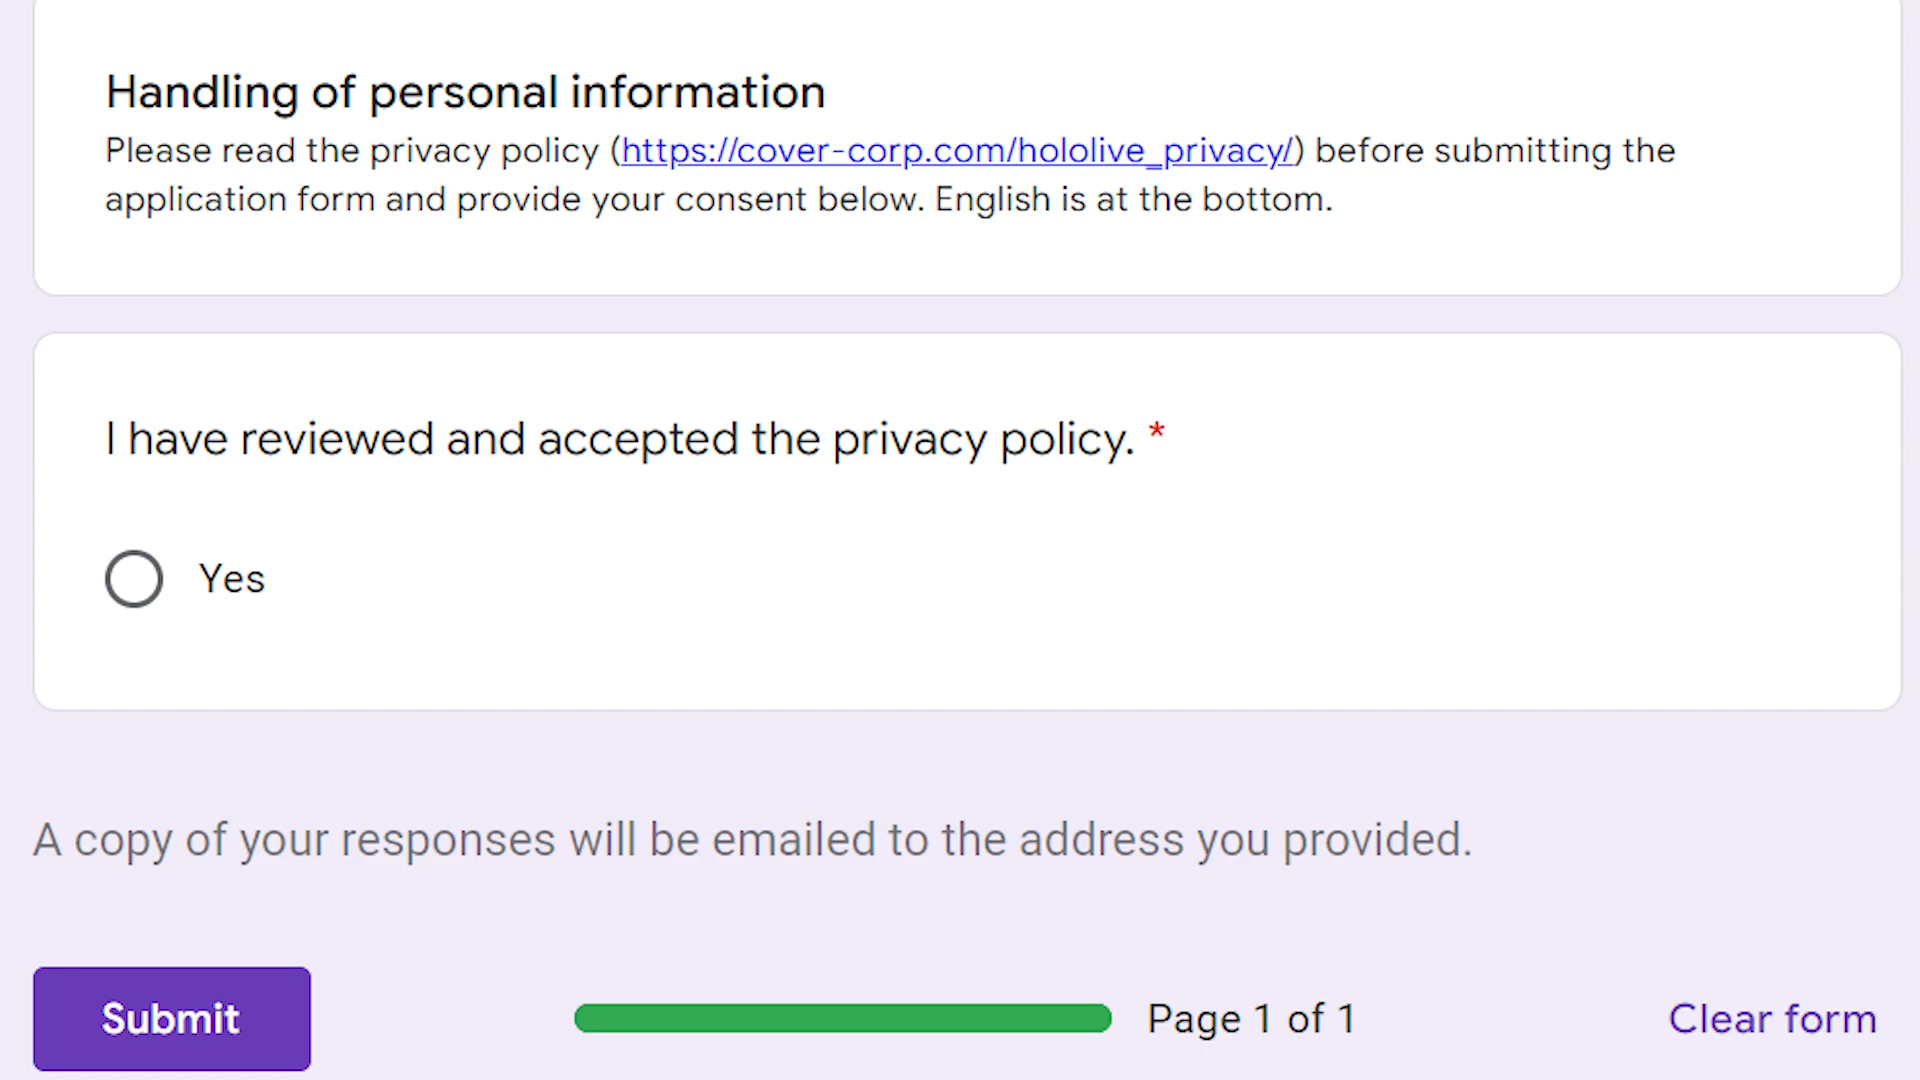 Handling of personal information
Please read the privacy policy (https://cover-corp.com/hololive_privacy/) before submitting the
application form and provide your consent below. English is at the bottom.
I have reviewed and accepted the privacy policy. *
Yes
A copy of your responses will be emailed to the address you provided.
Submit
Page 1 of 1
Clear form